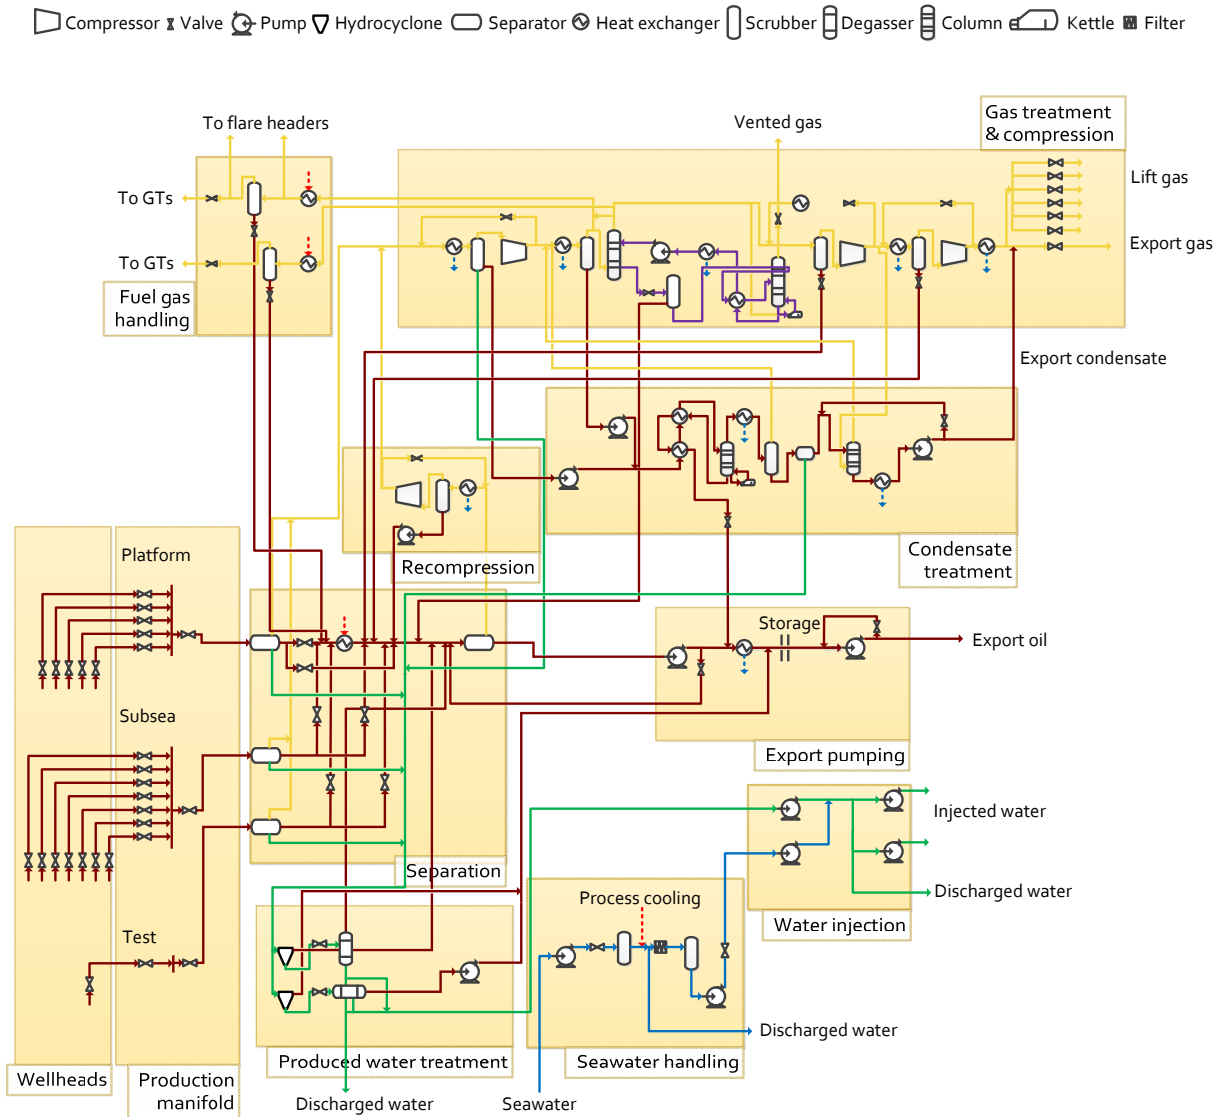 Compressor Valve Pump Hydrocyclone Separator Heat exchanger Scrubber Degasser Column Kettle Filter
Gas treatment
& compression
To flare headers
Vented gas
To GTs
Lift gas
Export gas
To GTs
Fuel gas
handling
Export condensate
Platform
Recompression
Condensate
treatment
Storage
Export oil
Subsea
Export pumping
Injected water
Separation
Process cooling
Discharged water
Water injection
Test
Discharged water
Produced water treatment
Seawater handling
Wellheads
Production
manifold
Discharged water
Seawater